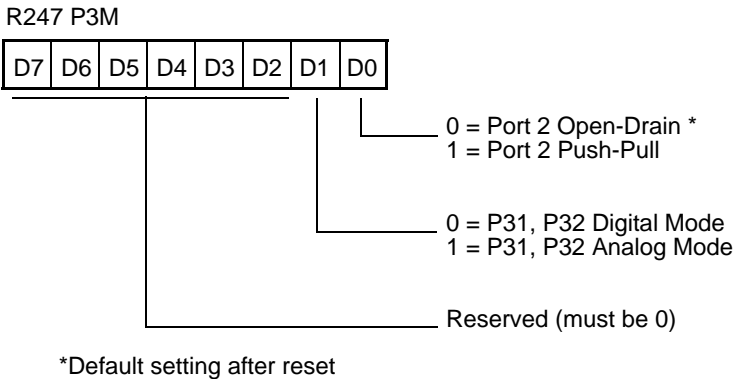 R247 P3M
D7 D6 D5 D4 D3 D2 D1 D0
0 = Port 2 Open-Drain *
1 = Port 2 Push-Pull
0 = P31, P32 Digital Mode
1 = P31, P32 Analog Mode
Reserved (must be 0)
*Default setting after reset